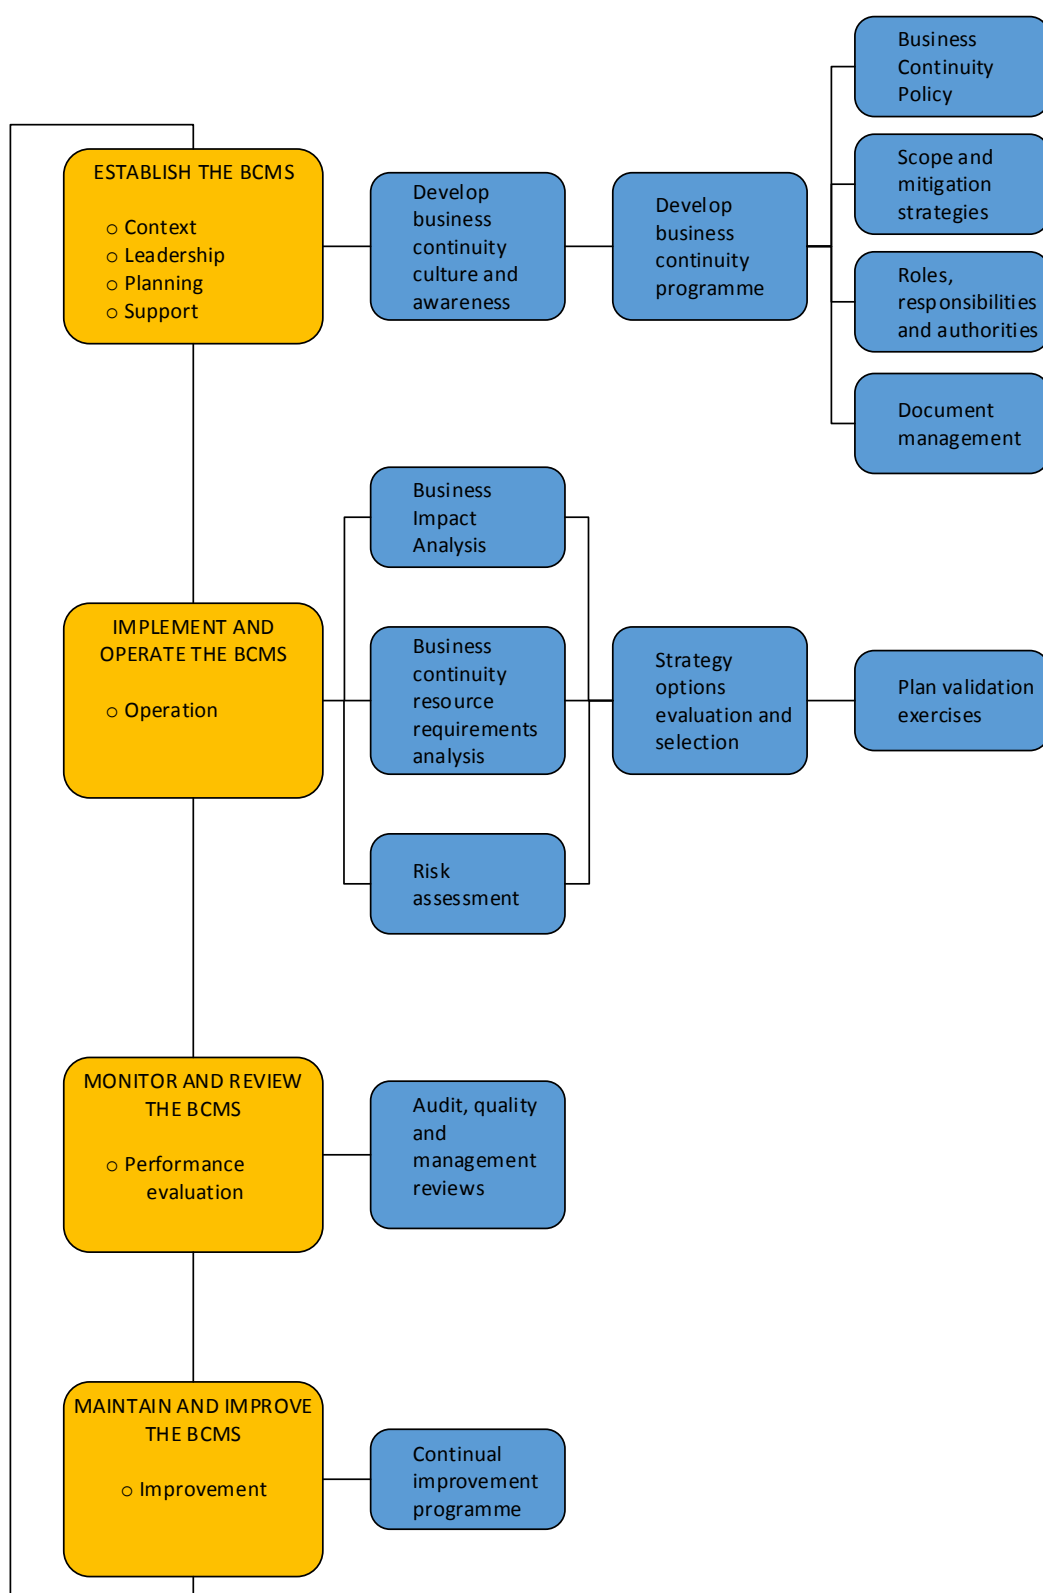 Business
Continuity
Policy
ESTABLISH THE BCMS
○ Context
○ Leadership
○ Planning
○ Support
Develop
business
continuity
culture and
awareness
Develop
business
continuity
programme
Scope and
mitigation
strategies
Roles,
responsibilities
and authorities
Document
management
Business
Impact
Analysis
IMPLEMENT AND
OPERATE THE BCMS
○ Operation
Business
continuity
resource
requirements
analysis
Strategy
options
evaluation and
selection
Plan validation
exercises
Risk
assessment
MONITOR AND REVIEW
THE BCMS
○ Performance
evaluation
Audit, quality
and
management
reviews
MAINTAIN AND IMPROVE
THE BCMS
○ Improvement
Continual
improvement
programme